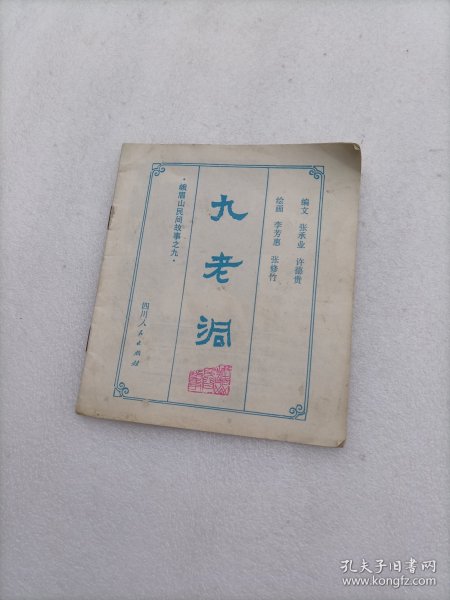 编文 张承业 许德贵
绘画 李芳惠 张修竹
九老洞
·峨眉山民间故事之九·
四川人民出版社
孔夫子旧书网
www.kongfz.com